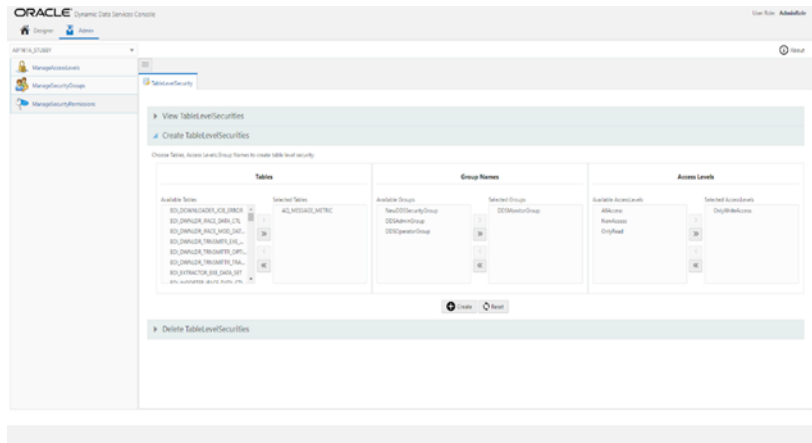 ORACLE Dynamic Data Services Console
User Role AdminRole
Designer Admin
About
ManageAccessLevels
ManageSecurityGroups
ManageSecurityPermissions
TableLevelSecurity
View TableLevelSecurities
Create TableLevelSecurities
Choose Tables, Access Levels,Group Names to create table level security
Tables Group Names Access Levels
Available Tables Selected Tables Available Groups Selected Groups Available AccessLevels Selected AccessLevels
EDI_DOWNLOADER_JOB_ERROR AQ_MESSAGE_METRIC NewDDSSecurityGroup DDSMonitorGroup AllAccess OnlyWriteAccess
DDSAdminGroup NonAccess
DDSOperatorGroup OnlyRead
EDI_EXTRACTOR_EXE_DATA_SET
Create Reset
Delete TableLevelSecurities